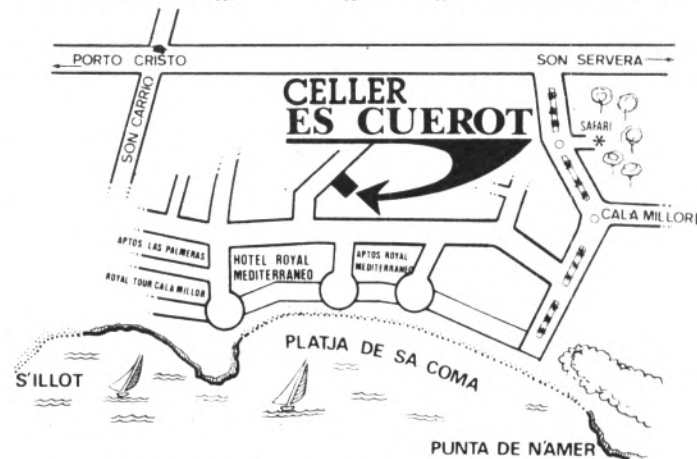 PORTO CRISTO
SON SERVERA
SON CARRIO
CELLER
ES CUEROT
SAFARI
CALA MILLOR
APTOS LAS PALMERAS
HOTEL ROYAL
MEDITERRANEO
APTOS ROYAL
MEDITERRANEO
ROYAL TOUR CALA MILLOR
PLATJA DE SA COMA
S'ILLOT
PUNTA DE N'AMER